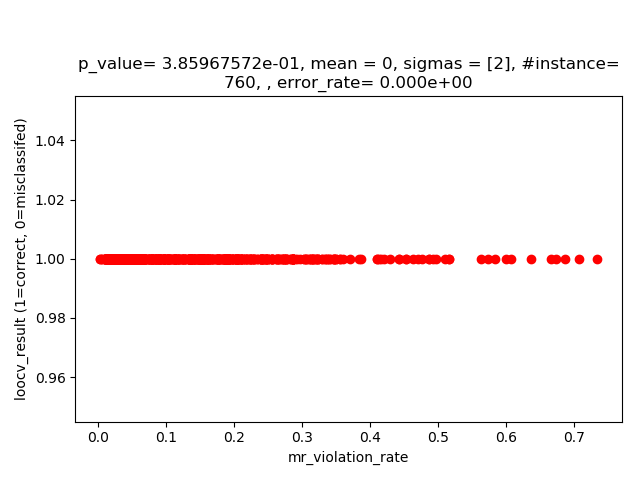 p_value= 3.85967572e-01, mean = 0, sigmas = [2], #instance=
760, , error_rate= 0.000e+00
loocv_result (1=correct, 0=misclassifed)
1.04
1.02
1.00
0.98
0.96
0.0 0.1 0.2 0.3 0.4 0.5 0.6 0.7
mr_violation_rate